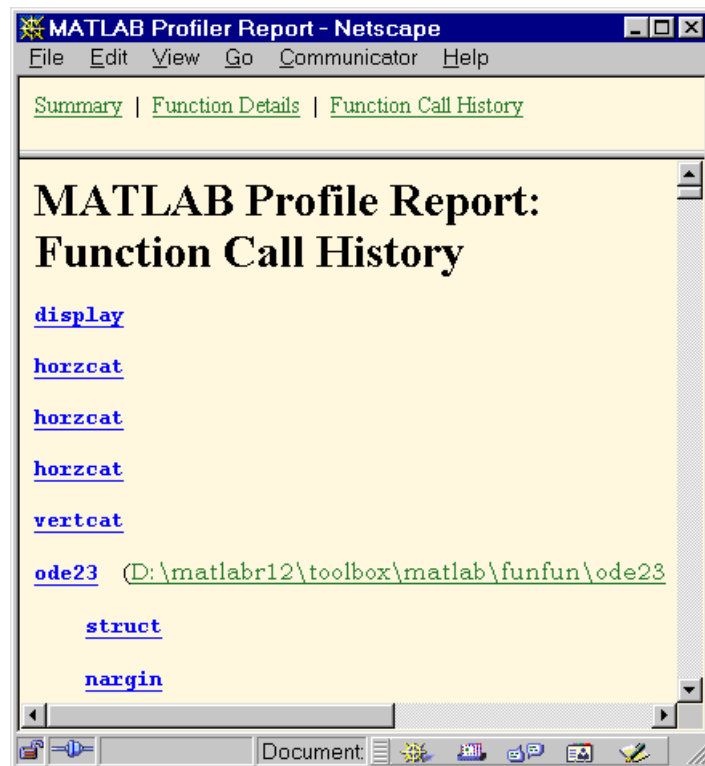 MATLAB Profiler Report - Netscape
File Edit View Go Communicator Help
Summary | Function Details | Function Call History
MATLAB Profile Report:
Function Call History
display
horzcat
horzcat
horzcat
vertcat
ode23 (D:\matlabr12\toolbox\matlab\funfun\ode23
struct
nargin
Document: